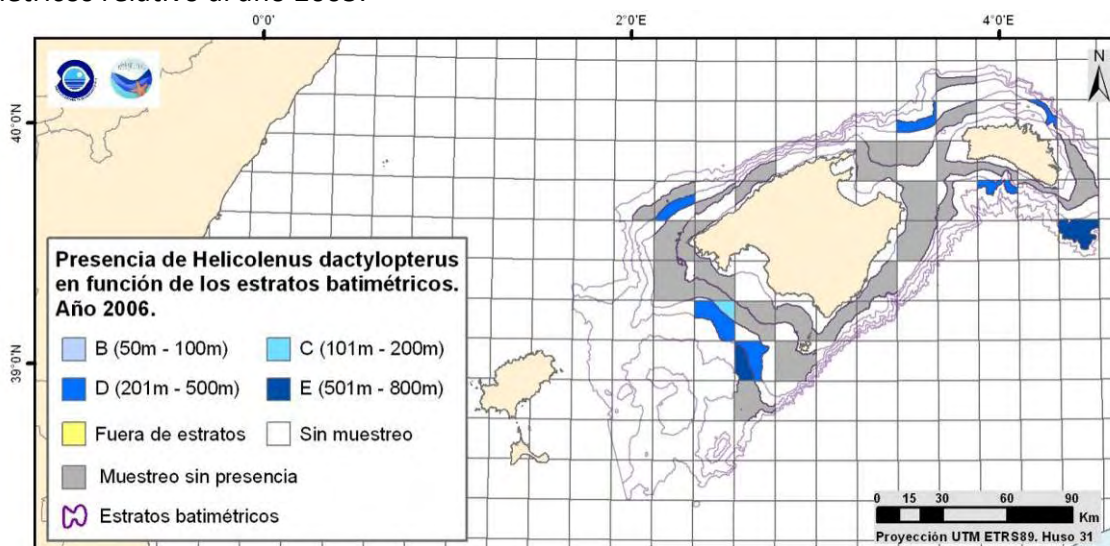 métricos relativo al año 2005.
0°0'
2°0'E
4°0'E
N
40°0'N
39°0'N
Presencia de Helicolenus dactylopterus
en función de los estratos batimétricos.
Año 2006.
B (50m - 100m)
C (101m - 200m)
D (201m - 500m)
E (501m - 800m)
Fuera de estratos
Sin muestreo
Muestreo sin presencia
Estratos batimétricos
0 15 30 60 90
Km
Proyección UTM ETRS89. Huso 31